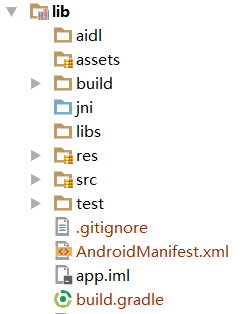 lib
aidl
assets
build
jni
libs
res
src
test
.gitignore
AndroidManifest.xml
app.iml
build.gradle